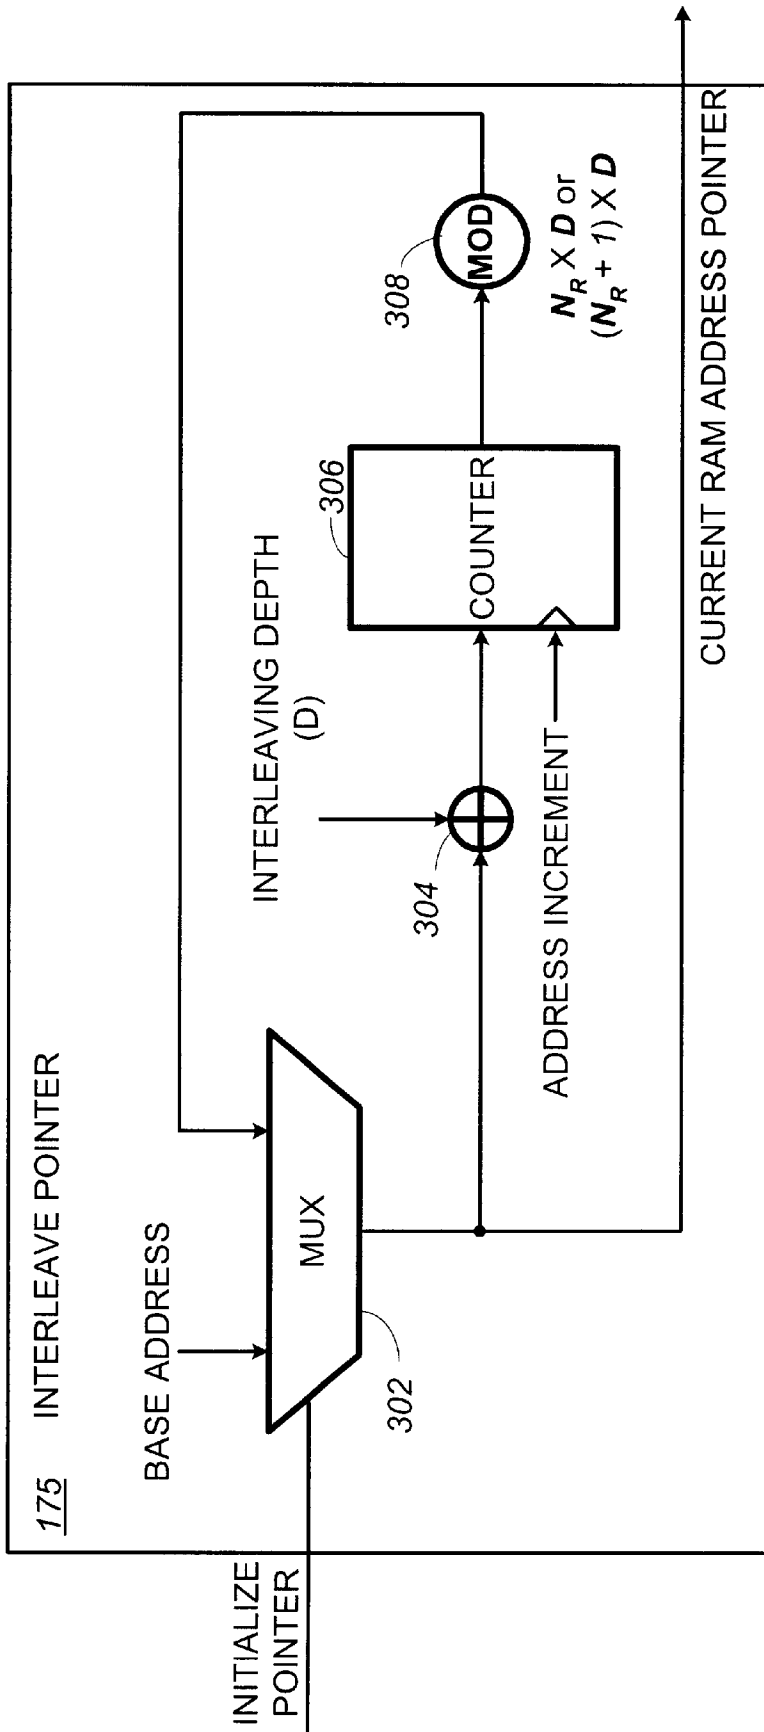 175 INTERLEAVE POINTER
INITIALIZE
POINTER
BASE ADDRESS
MUX
302
INTERLEAVING DEPTH
(D)
304
ADDRESS INCREMENT
306
COUNTER
308
MOD
N_R X D or
(N_R + 1) X D
CURRENT RAM ADDRESS POINTER